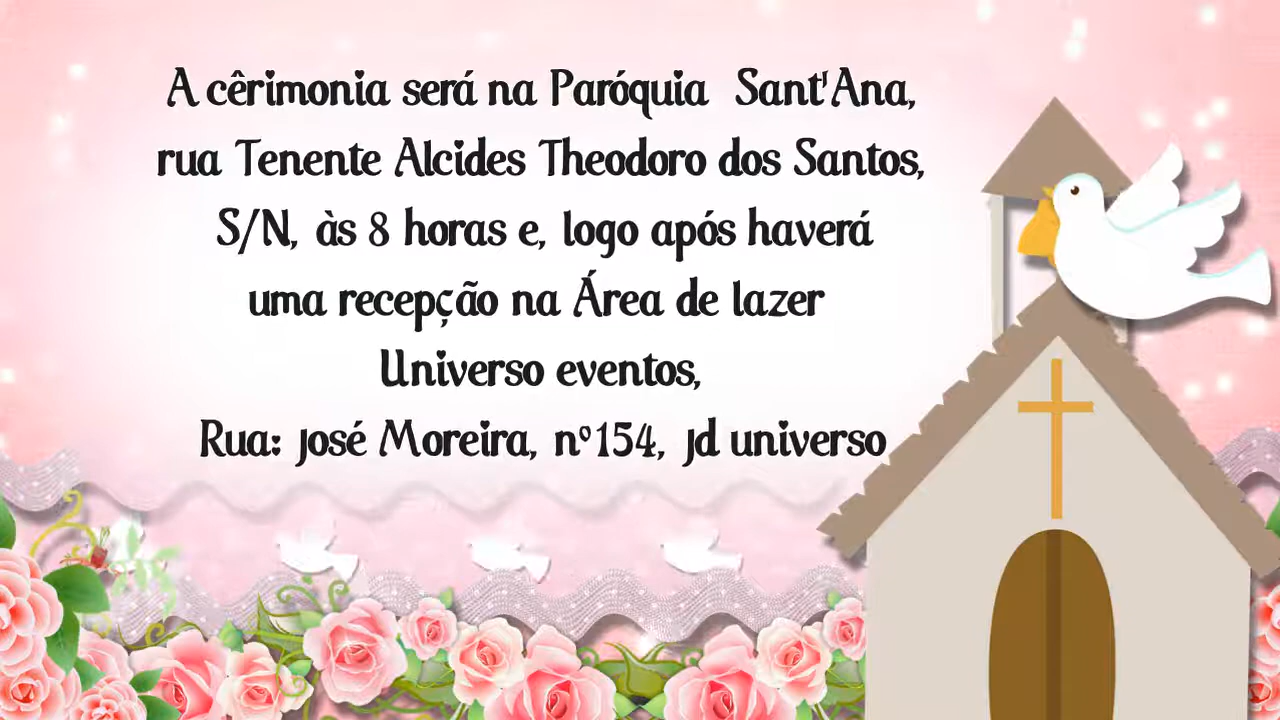 A cêrimonia será na Paróquia Sant'Ana,
rua Tenente Alcides Theodoro dos Santos,
S/N, às 8 horas e, logo após haverá
uma recepção na Área de lazer
Universo eventos,
Rua: José Moreira, nº154, Jd universo